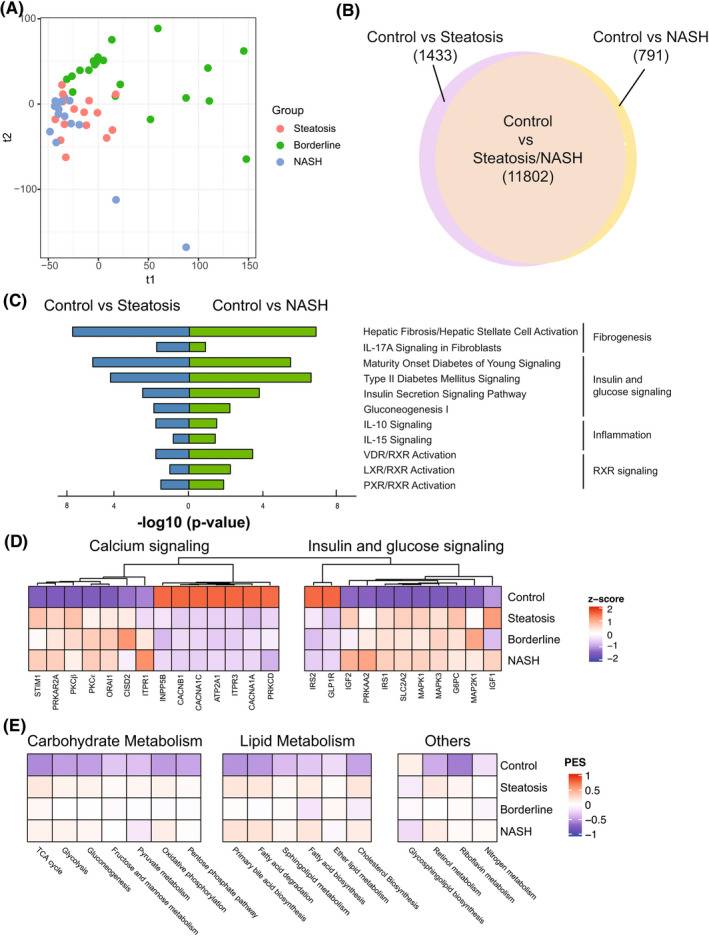 (A)
100
0
−100
t2
−50
0
50
100
150
t1
Group
Steatosis
Borderline
NASH
(B)
Control vs Steatosis
(1433)
Control vs NASH
(791)
Control
vs
Steatosis/NASH
(11802)
(C)
Control vs Steatosis
Control vs NASH
Hepatic Fibrosis/Hepatic Stellate Cell Activation
IL-17A Signaling in Fibroblasts
Maturity Onset Diabetes of Young Signaling
Type II Diabetes Mellitus Signaling
Insulin Secretion Signaling Pathway
Gluconeogenesis I
IL-10 Signaling
IL-15 Signaling
VDR/RXR Activation
LXR/RXR Activation
PXR/RXR Activation
Fibrogenesis
Insulin and
glucose signaling
Inflammation
RXR signaling
8
4
0
4
8
-log10 (p-value)
(D)
Calcium signaling
Insulin and glucose signaling
Control
Steatosis
Borderline
NASH
z−score
2
1
0
−1
−2
STIM1
PRKAR2A
PKCβ
PKCε
ORAI1
CISD2
ITPR1
INPP5B
CACNB1
CACNA1C
ATP2A1
ITPR3
CACNA1A
PRKCD
IRS2
GLP1R
IGF2
PRKAA2
IRS1
SLC2A2
MAPK1
MAPK3
G6PC
MAP2K1
IGF1
(E)
Carbohydrate Metabolism
Lipid Metabolism
Others
Control
Steatosis
Borderline
NASH
PES
1
0.5
0
−0.5
−1
TCA cycle
Glycolysis
Gluconeogenesis
Fructose and mannose metabolism
Pyruvate metabolism
Oxidative phosphorylation
Pentose phosphate pathway
Primary bile acid biosynthesis
Fatty acid degradation
Sphingolipid metabolism
Fatty acid biosynthesis
Ether lipid metabolism
Cholesterol Biosynthesis
Glycosphingolipid biosynthesis
Retinol metabolism
Riboflavin metabolism
Nitrogen metabolism